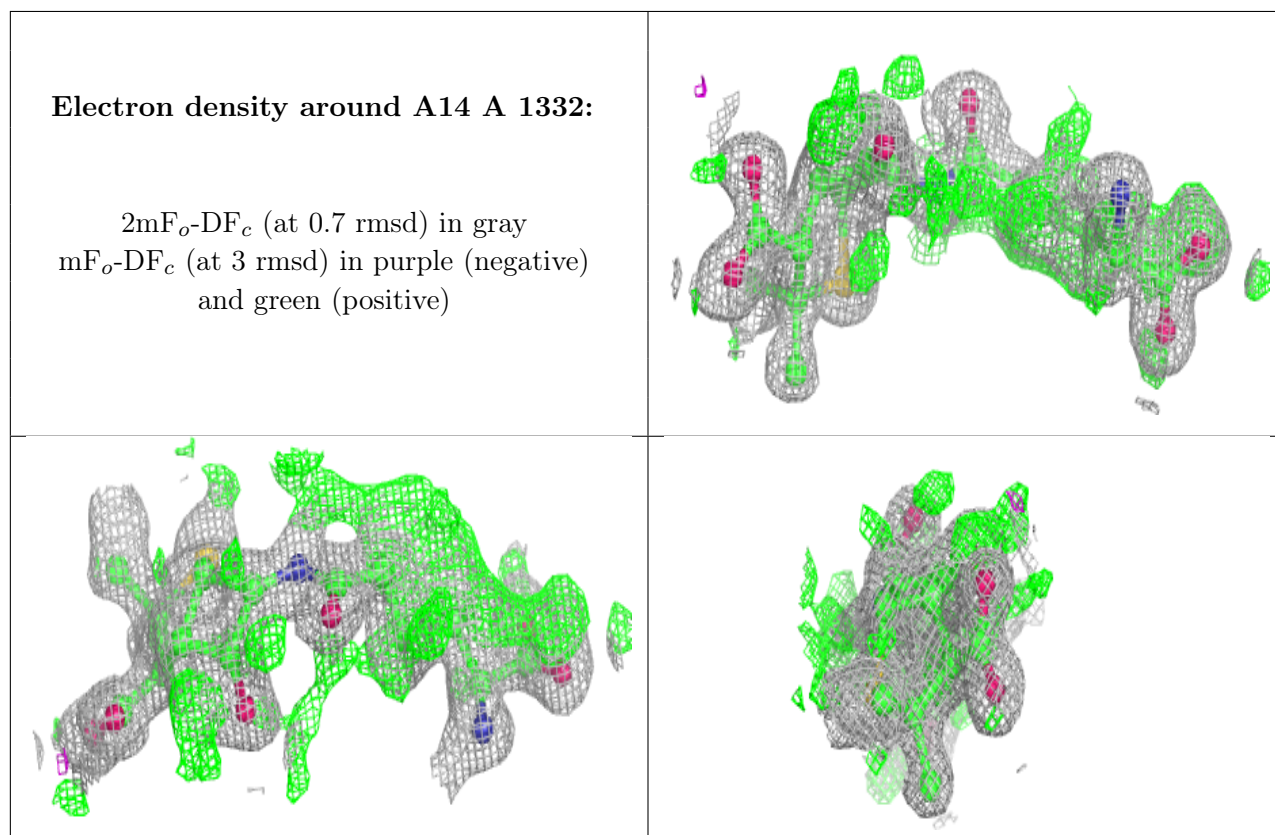 Electron density around A14 A 1332:
2mFo-DFc (at 0.7 rmsd) in gray
mFo-DFc (at 3 rmsd) in purple (negative)
and green (positive)